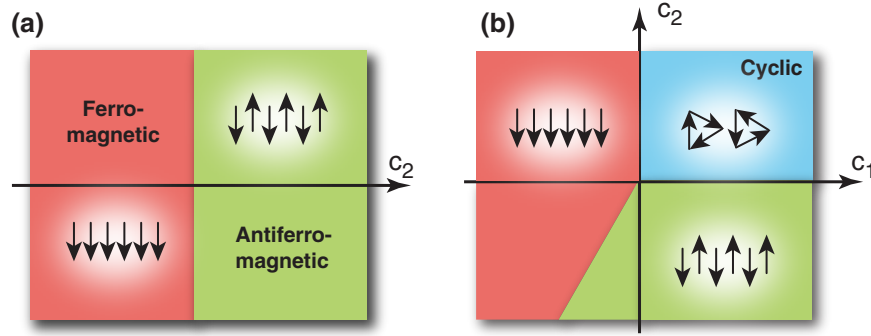 (a)
Ferro-
magnetic
c2
Antiferro-
magnetic
(b)
c2
Cyclic
c1